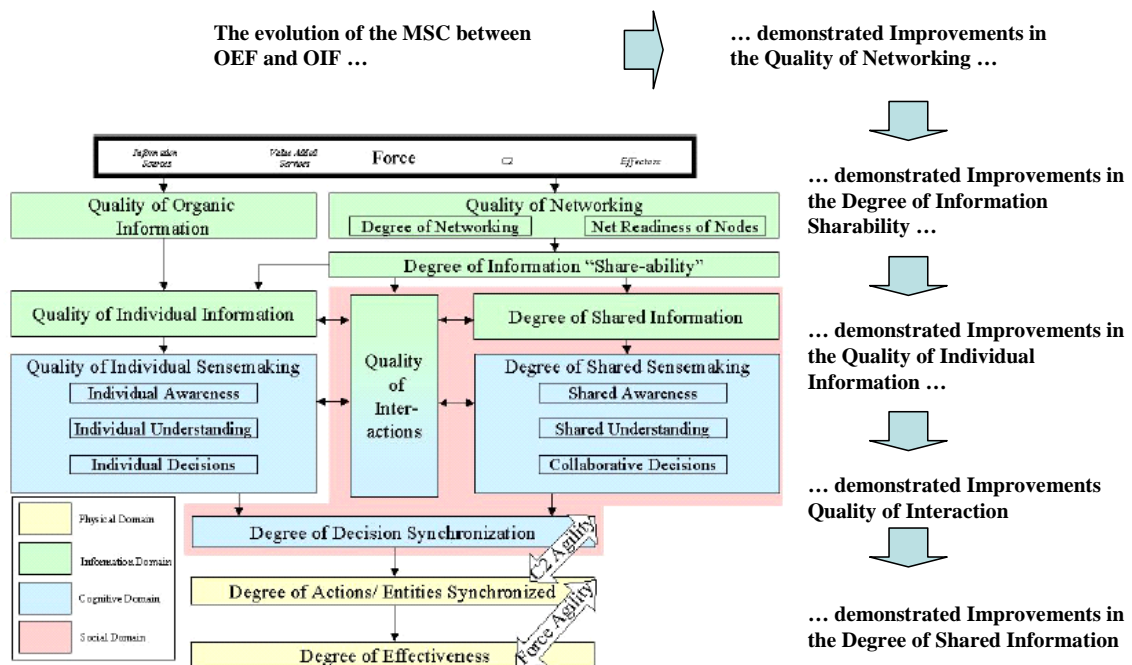 The evolution of the MSC between
OEF and OIF …
… demonstrated Improvements in
the Quality of Networking …
… demonstrated Improvements in
the Degree of Information
Sharability …
… demonstrated Improvements in
the Quality of Individual
Information …
… demonstrated Improvements
Quality of Interaction
… demonstrated Improvements in
the Degree of Shared Information
Information
Sources
Value Added
Services
Force
C2
Effectors
Quality of Organic
Information
Quality of Networking
Degree of Networking
Net Readiness of Nodes
Degree of Information “Share-ability”
Quality of Individual Information
Degree of Shared Information
Quality
of
Inter-
actions
Quality of Individual Sensemaking
Individual Awareness
Individual Understanding
Individual Decisions
Degree of Shared Sensemaking
Shared Awareness
Shared Understanding
Collaborative Decisions
Physical Domain
Information Domain
Cognitive Domain
Social Domain
Degree of Decision Synchronization
C2 Agility
Degree of Actions/ Entities Synchronized
Force Agility
Degree of Effectiveness